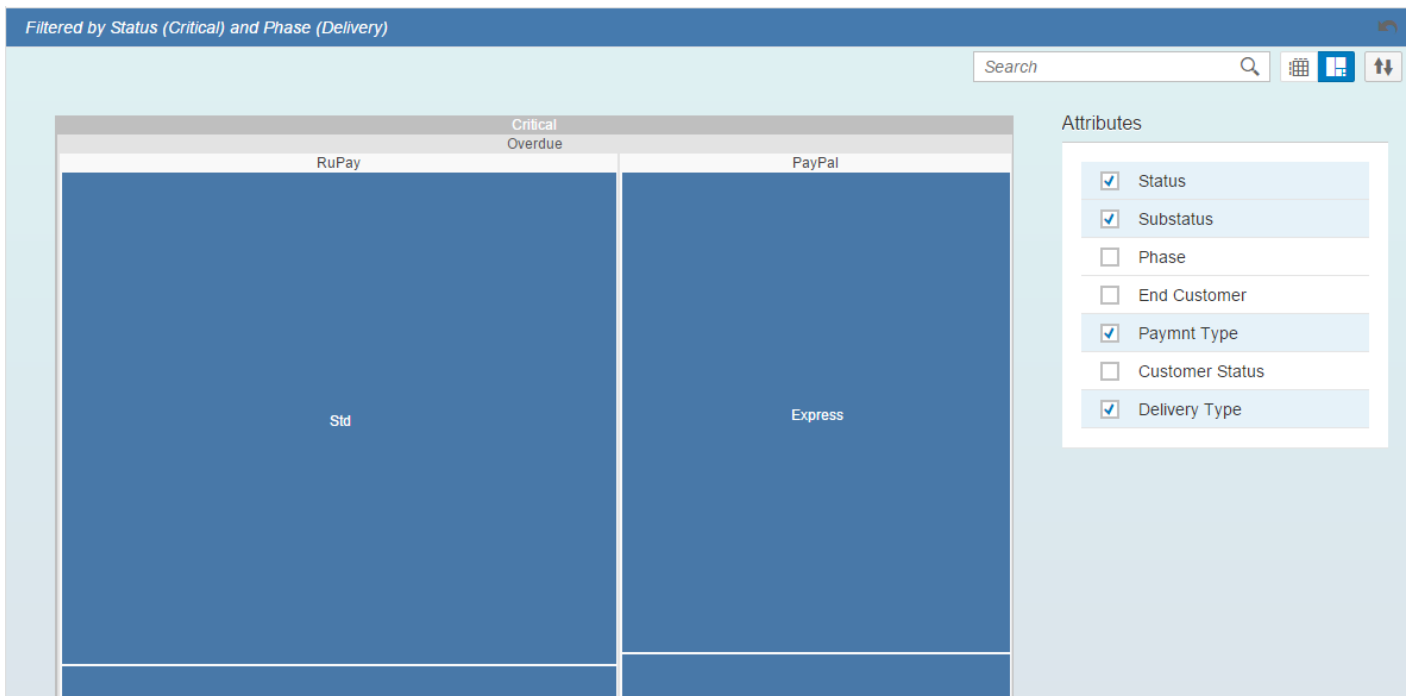 Filtered by Status (Critical) and Phase (Delivery)
Search
Critical
Overdue
RuPay
PayPal
Std
Express
Attributes
Status
Substatus
Phase
End Customer
Paymnt Type
Customer Status
Delivery Type